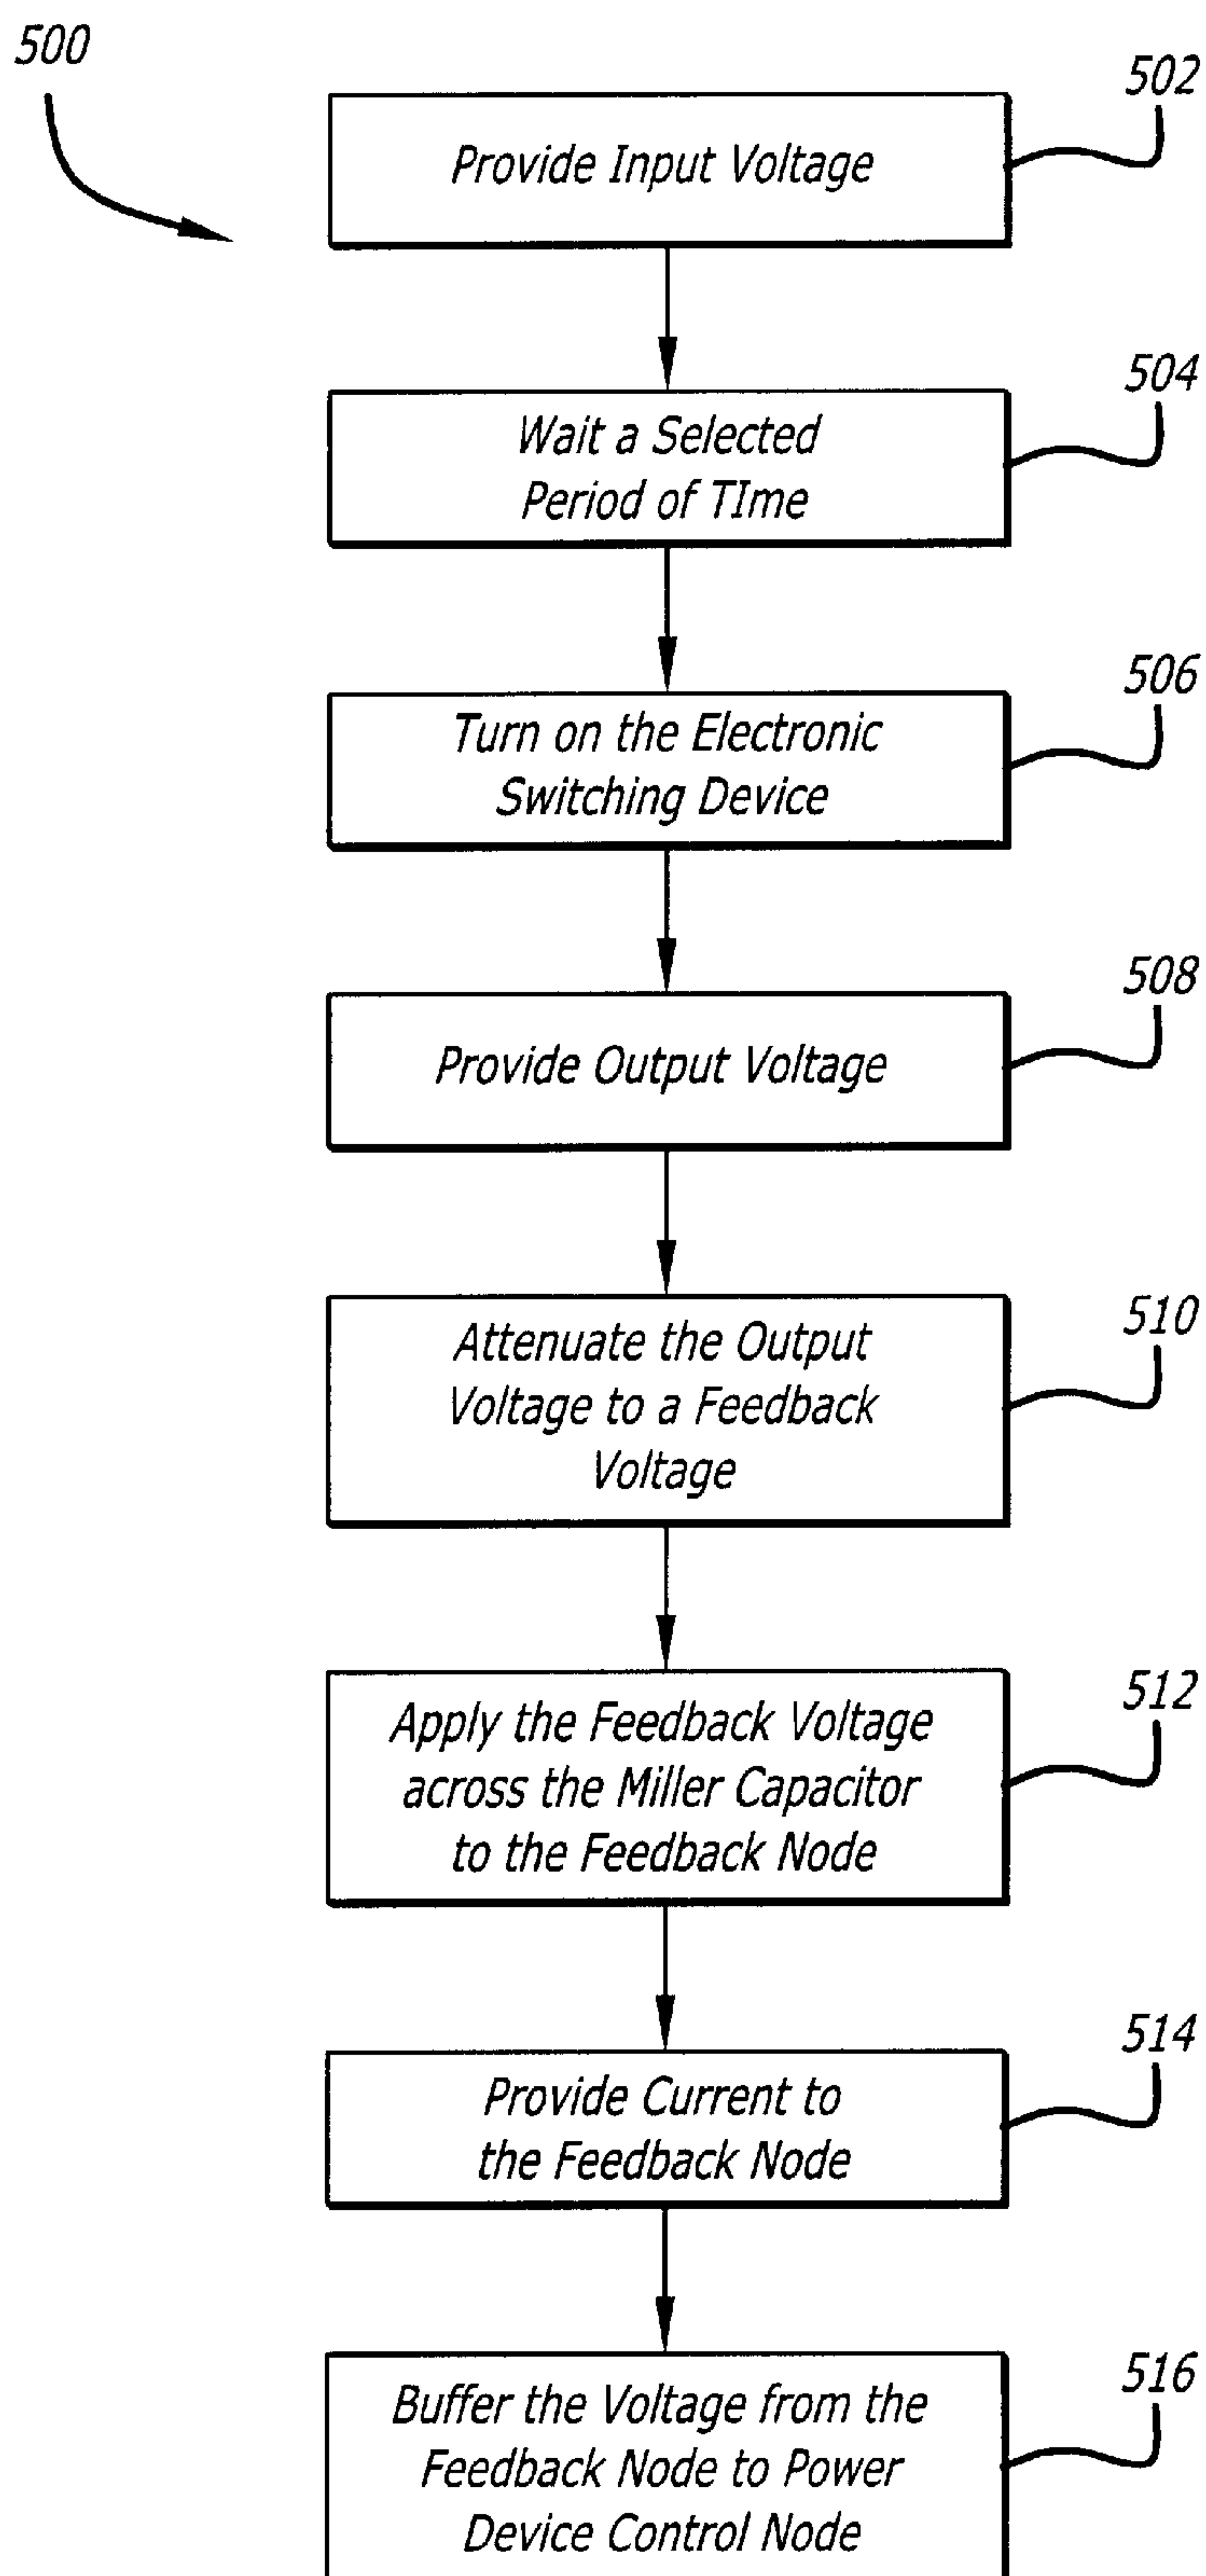 500
502
Provide Input Voltage
504
Wait a Selected
Period of TIme
506
Turn on the Electronic
Switching Device
508
Provide Output Voltage
510
Attenuate the Output
Voltage to a Feedback
Voltage
512
Apply the Feedback Voltage
across the Miller Capacitor
to the Feedback Node
514
Provide Current to
the Feedback Node
516
Buffer the Voltage from the
Feedback Node to Power
Device Control Node